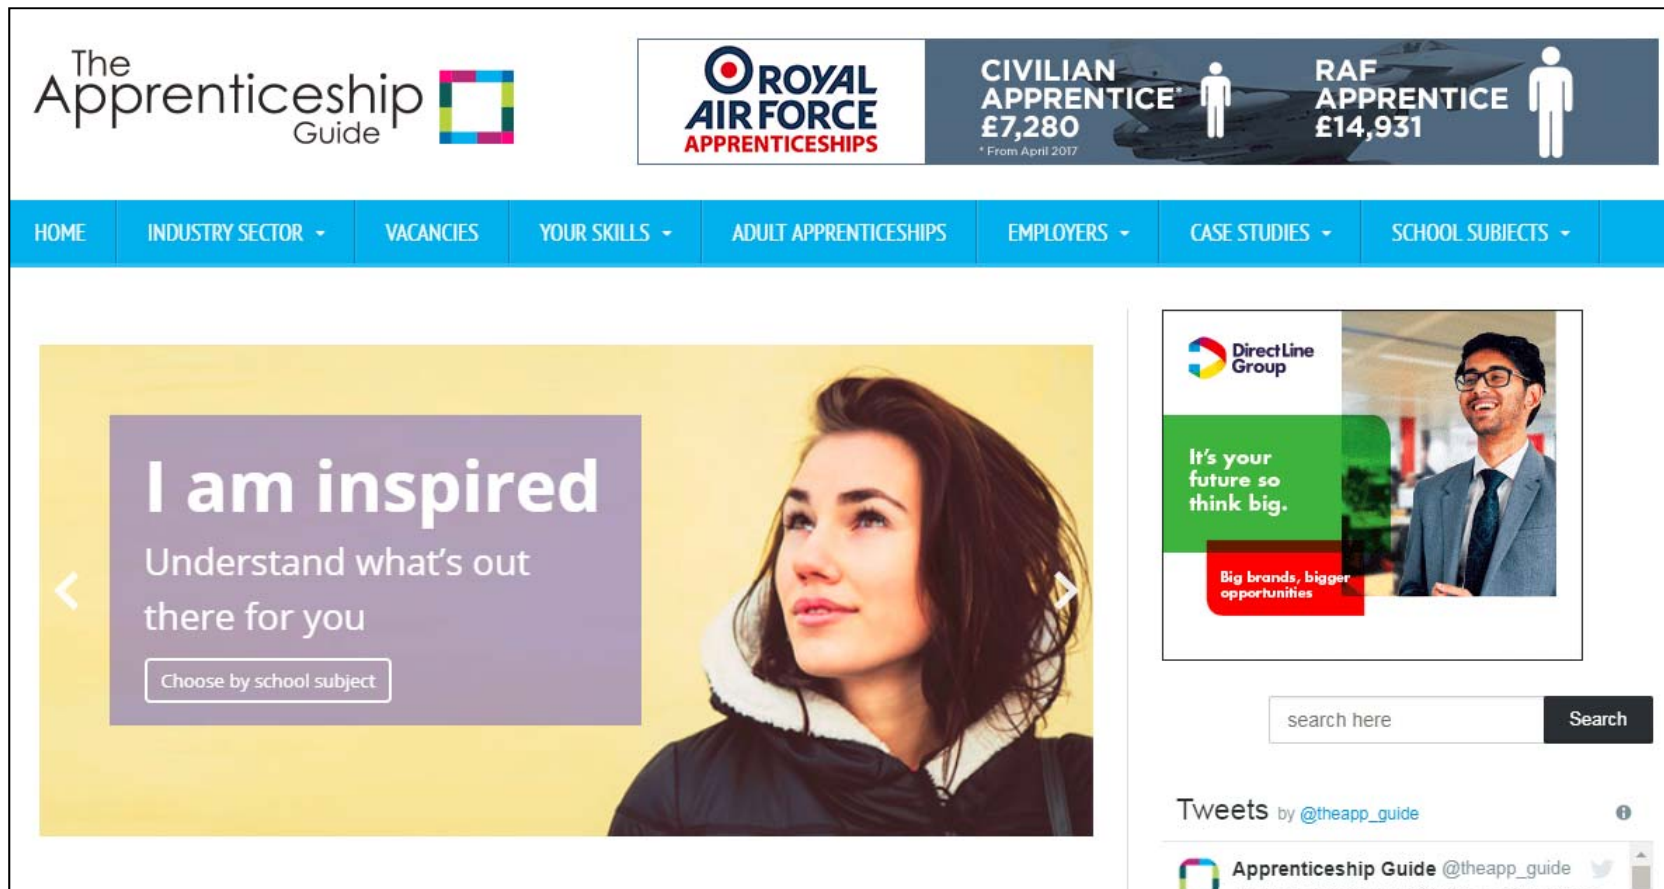 The
Apprenticeship
Guide
ROYAL
AIR FORCE
APPRENTICESHIPS
CIVILIAN
APPRENTICE*
£7,280
* From April 2017
RAF
APPRENTICE
£14,931
HOME INDUSTRY SECTOR VACANCIES YOUR SKILLS ADULT APPRENTICESHIPS EMPLOYERS CASE STUDIES SCHOOL SUBJECTS
I am inspired
Understand what's out
there for you
Choose by school subject
Direct Line
Group
It's your
future so
think big.
Big brands, bigger
opportunities
search here Search
Tweets by @theapp_guide
Apprenticeship Guide @theapp_guide